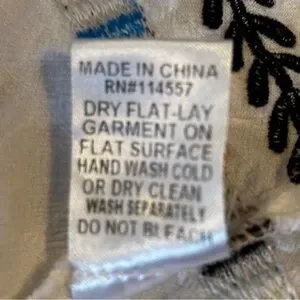 MADE IN CHINA
RN#114557
DRY FLAT-LAY
GARMENT ON
FLAT SURFACE
HAND WASH COLD
OR DRY CLEAN
WASH SEPARATELY
DO NOT BLEACH